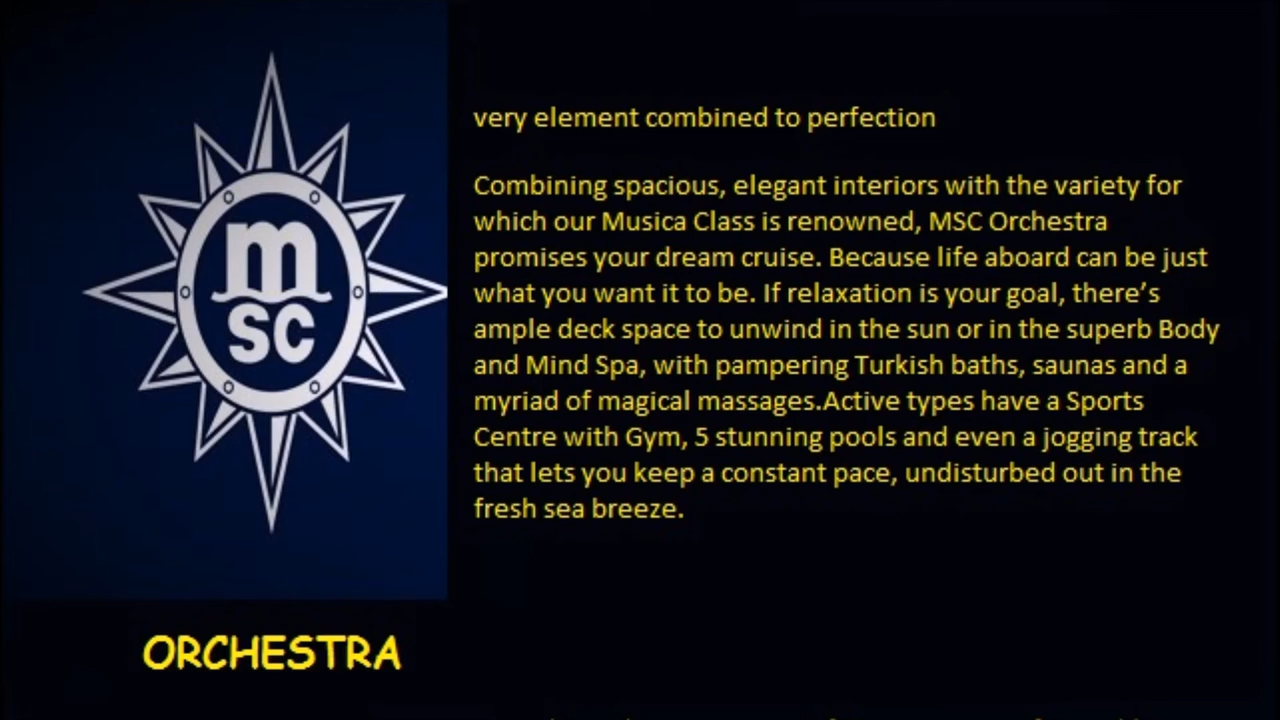 m
sc
very element combined to perfection
Combining spacious, elegant interiors with the variety for
which our Musica Class is renowned, MSC Orchestra
promises your dream cruise. Because life aboard can be just
what you want it to be. If relaxation is your goal, there’s
ample deck space to unwind in the sun or in the superb Body
and Mind Spa, with pampering Turkish baths, saunas and a
myriad of magical massages.Active types have a Sports
Centre with Gym, 5 stunning pools and even a jogging track
that lets you keep a constant pace, undisturbed out in the
fresh sea breeze.
ORCHESTRA